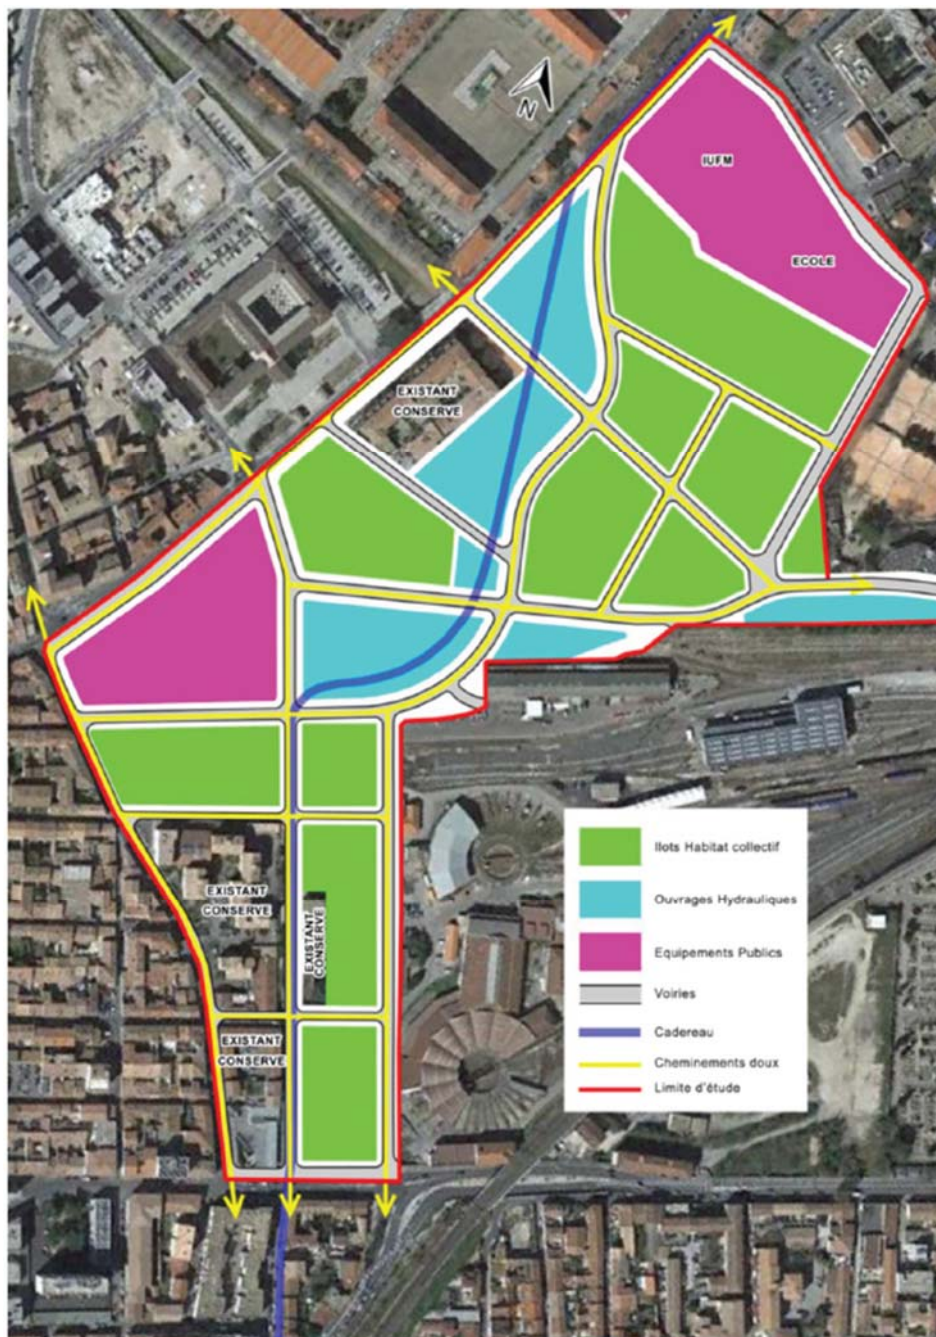 N
IUFM
ECOLE
EXISTANT
CONSERVE
EXISTANT
CONSERVE
EXISTANT
CONSERVE
EXISTANT
CONSERVE
Ilots Habitat collectif
Ouvrages Hydrauliques
Equipements Publics
Voiries
Cadereau
Cheminements doux
Limite d'étude